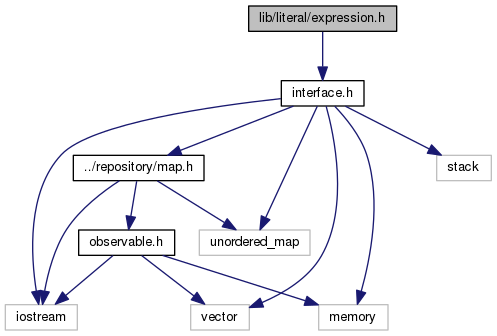 lib/literal/expression.h
interface.h
../repository/map.h
stack
observable.h
unordered_map
iostream
vector
memory